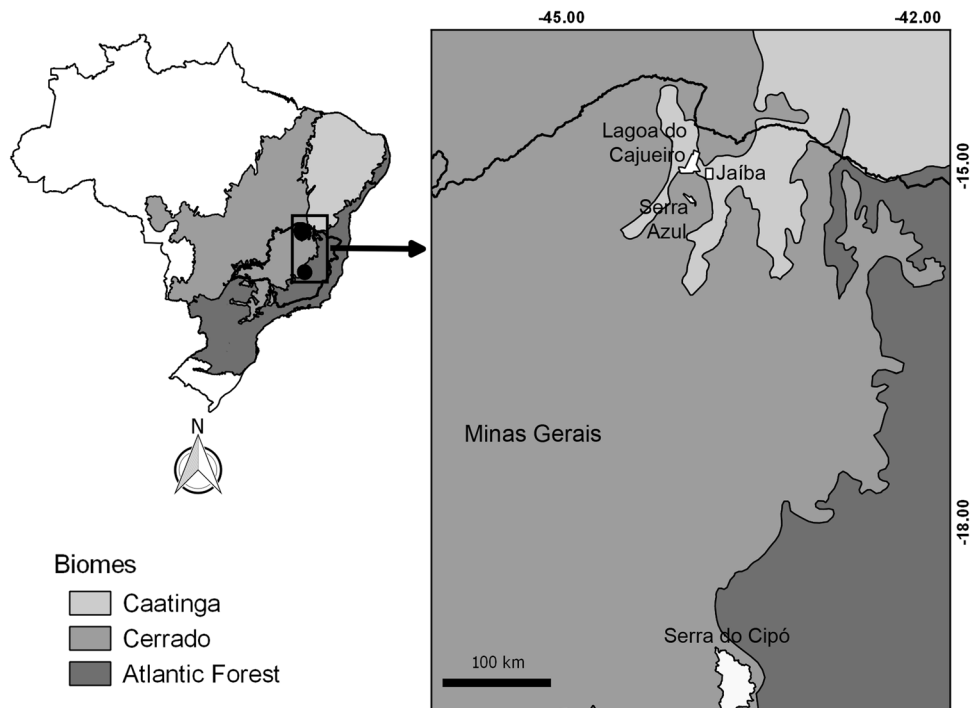 -45.00
-42.00
Lagoa do
Cajueiro
Jaíba
-15.00
Serra
Azul
N
Minas Gerais
-18.00
Biomes
Caatinga
Cerrado
Atlantic Forest
Serra do Cipó
100 km